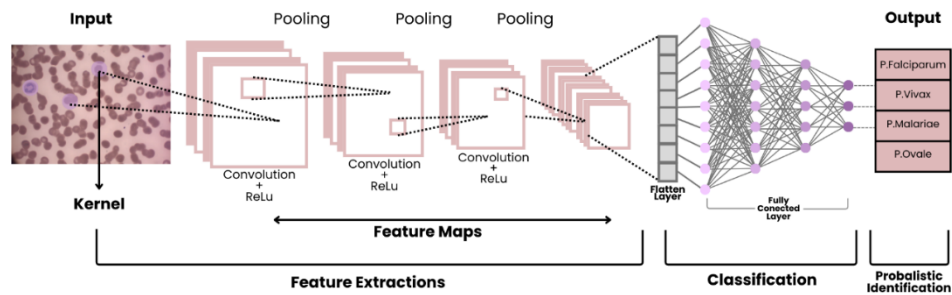 Input
Pooling
Pooling
Pooling
Output
P.Falciparum
P.Vivax
P.Malariae
P.Ovale
Convolution
+
ReLu
Convolution
+
ReLu
Convolution
+
ReLu
Kernel
Flatten
Layer
Fully
Conected
Layer
Feature Maps
Feature Extractions
Classification
Probalistic
Identification